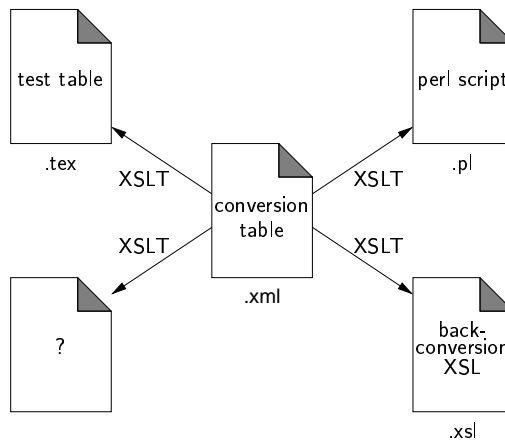 test table
.tex
perl script
.pl
XSLT
XSLT
conversion
table
.xml
XSLT
XSLT
?
back-
conversion
XSL
.xsl